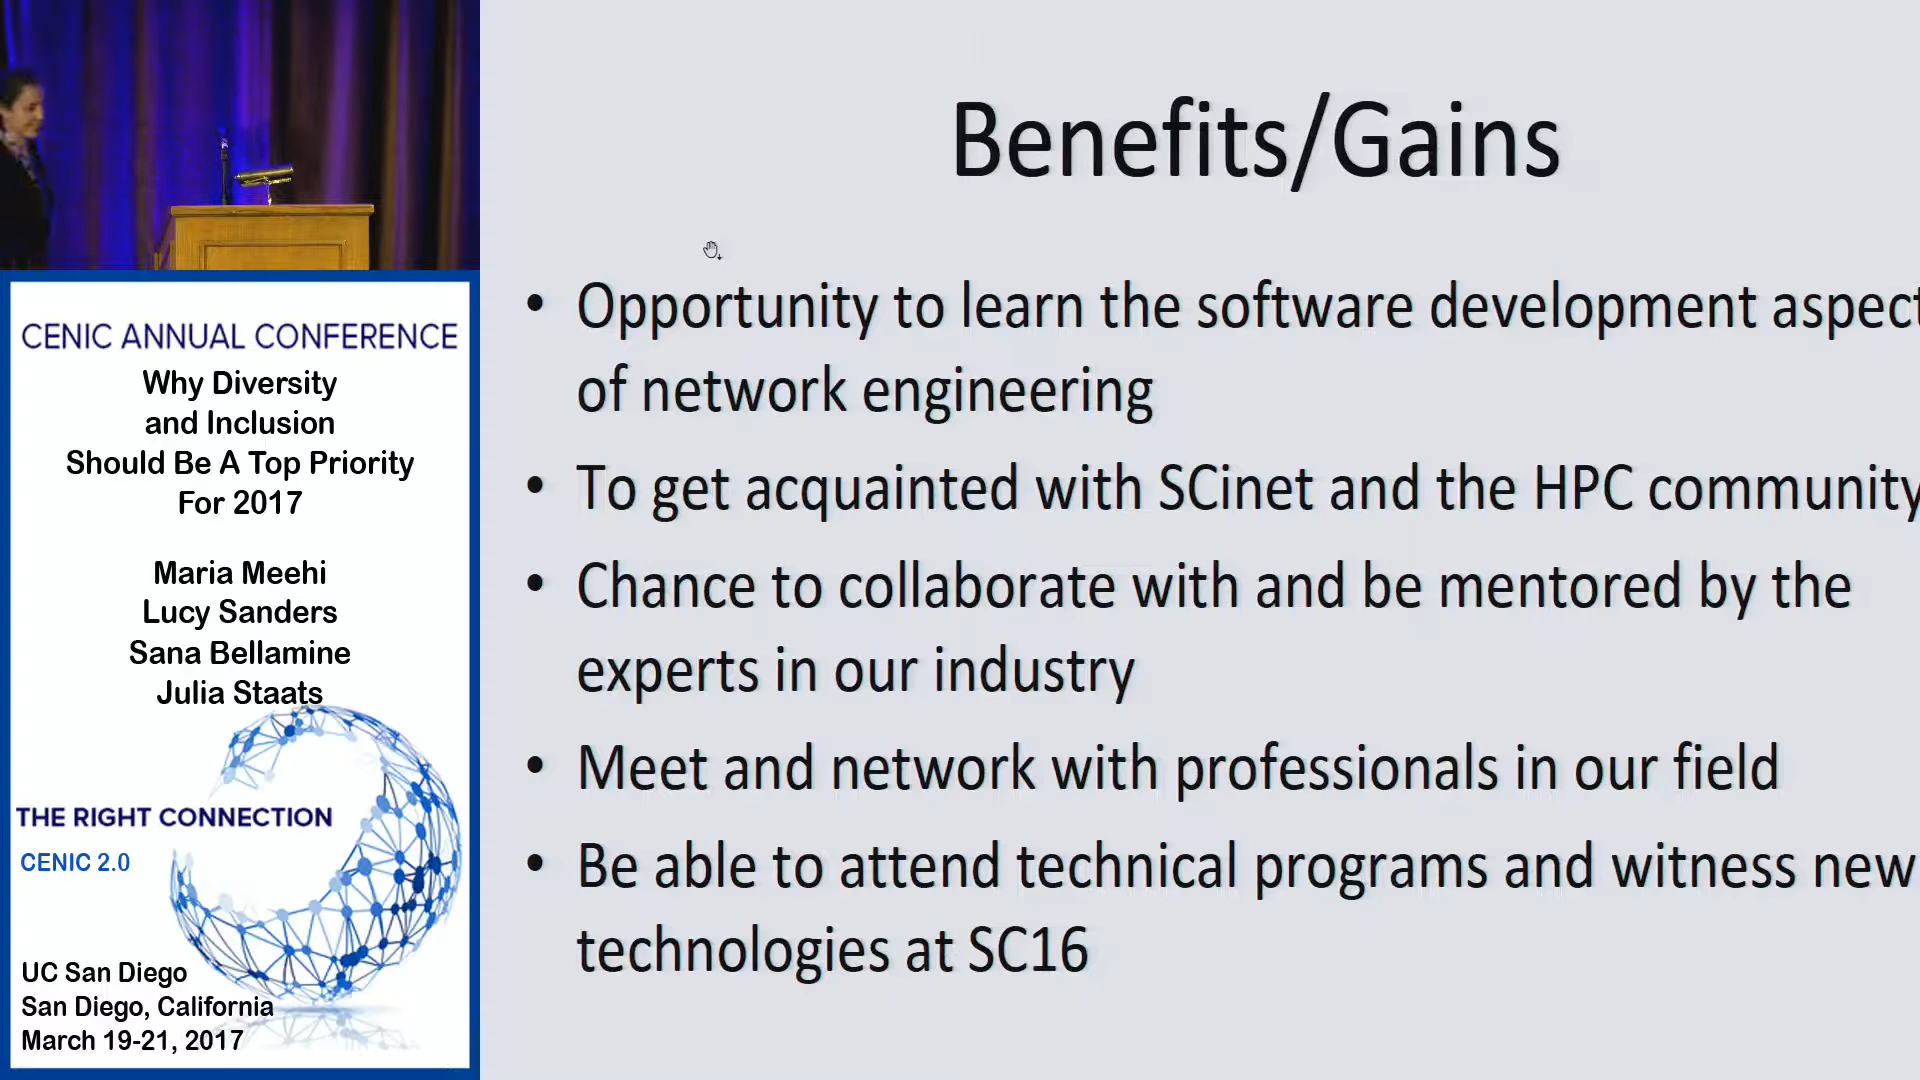 CENIC ANNUAL CONFERENCE
Why Diversity
and Inclusion
Should Be A Top Priority
For 2017
Maria Meehi
Lucy Sanders
Sana Bellamine
Julia Staats
THE RIGHT CONNECTION
CENIC 2.0
UC San Diego
San Diego, California
March 19-21, 2017
Benefits/Gains
• Opportunity to learn the software development aspect
of network engineering
• To get acquainted with SCinet and the HPC community
• Chance to collaborate with and be mentored by the
experts in our industry
• Meet and network with professionals in our field
• Be able to attend technical programs and witness new
technologies at SC16